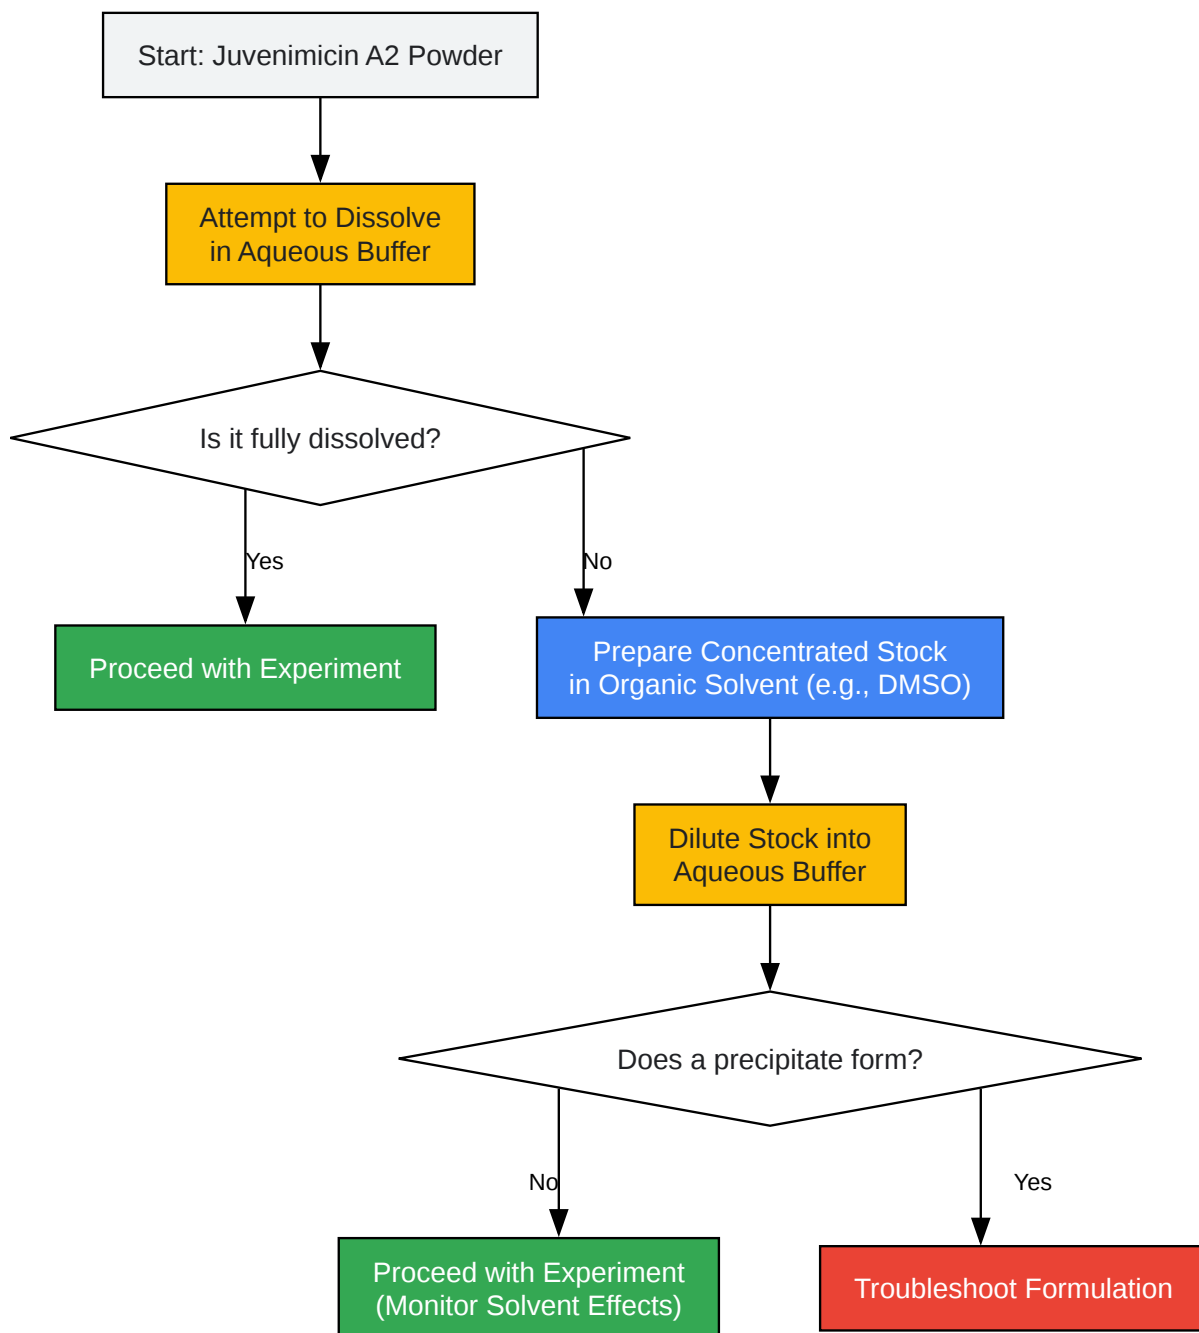 Start: Juvenimicin A2 Powder
Attempt to Dissolve
in Aqueous Buffer
Is it fully dissolved?
Yes
No
Proceed with Experiment
Prepare Concentrated Stock
in Organic Solvent (e.g., DMSO)
Dilute Stock into
Aqueous Buffer
Does a precipitate form?
No
Yes
Proceed with Experiment
(Monitor Solvent Effects)
Troubleshoot Formulation